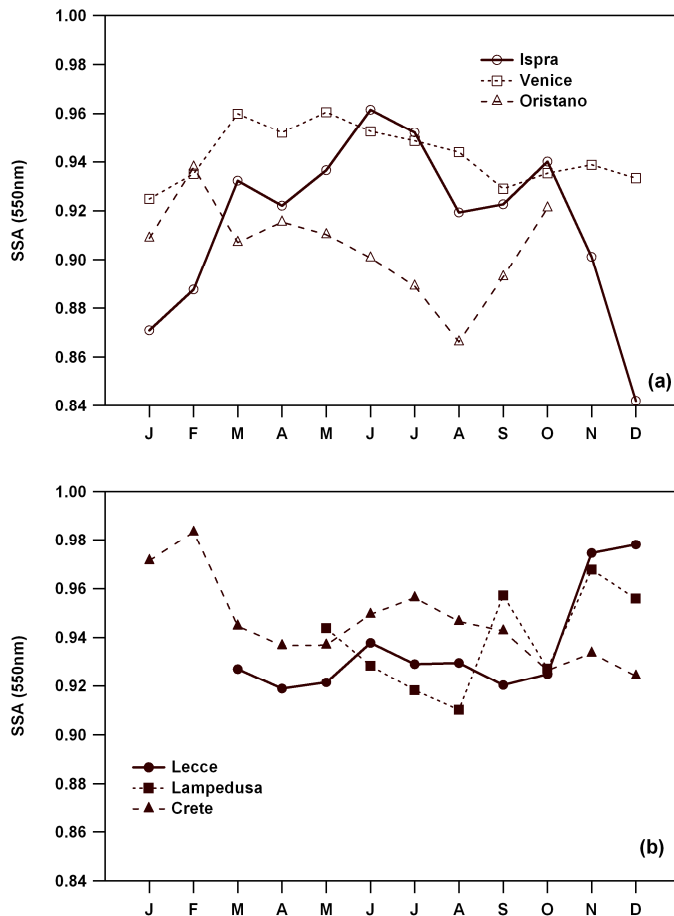 1.00
Ispra
Venice
Oristano
0.98
0.96
0.94
0.92
0.90
0.88
0.86
0.84
SSA (550nm)
(a)
J F M A M J J A S O N D
1.00
0.98
0.96
0.94
0.92
0.90
0.88
0.86
0.84
SSA (550nm)
Lecce
Lampedusa
Crete
(b)
J F M A M J J A S O N D